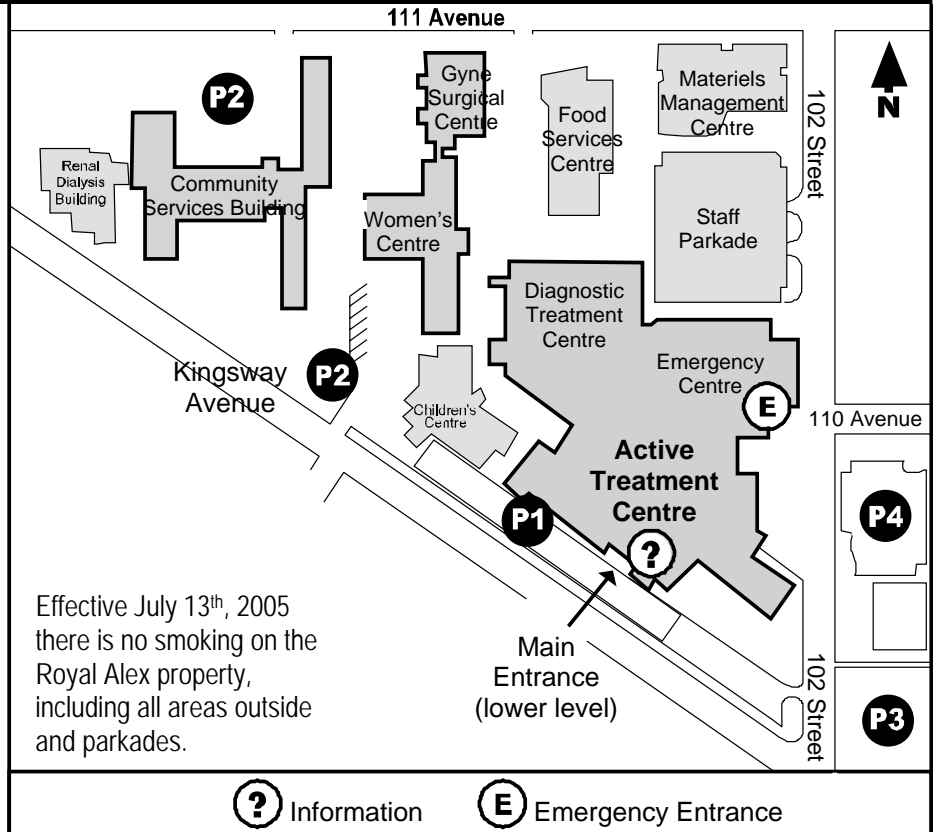 111 Avenue
P2
Gyne
Surgical
Centre
Food
Services
Centre
Materiels
Management
Centre
102 Street
N
Renal
Dialysis
Building
Community
Services Building
Women's
Centre
Staff
Parkade
Diagnostic
Treatment
Centre
Emergency
Centre
E
Kingsway
Avenue
P2
Children's
Centre
110 Avenue
Active
Treatment
Centre
P1
?
P4
Effective July 13th, 2005
there is no smoking on the
Royal Alex property,
including all areas outside
and parkades.
Main
Entrance
(lower level)
102 Street
P3
? Information
E Emergency Entrance